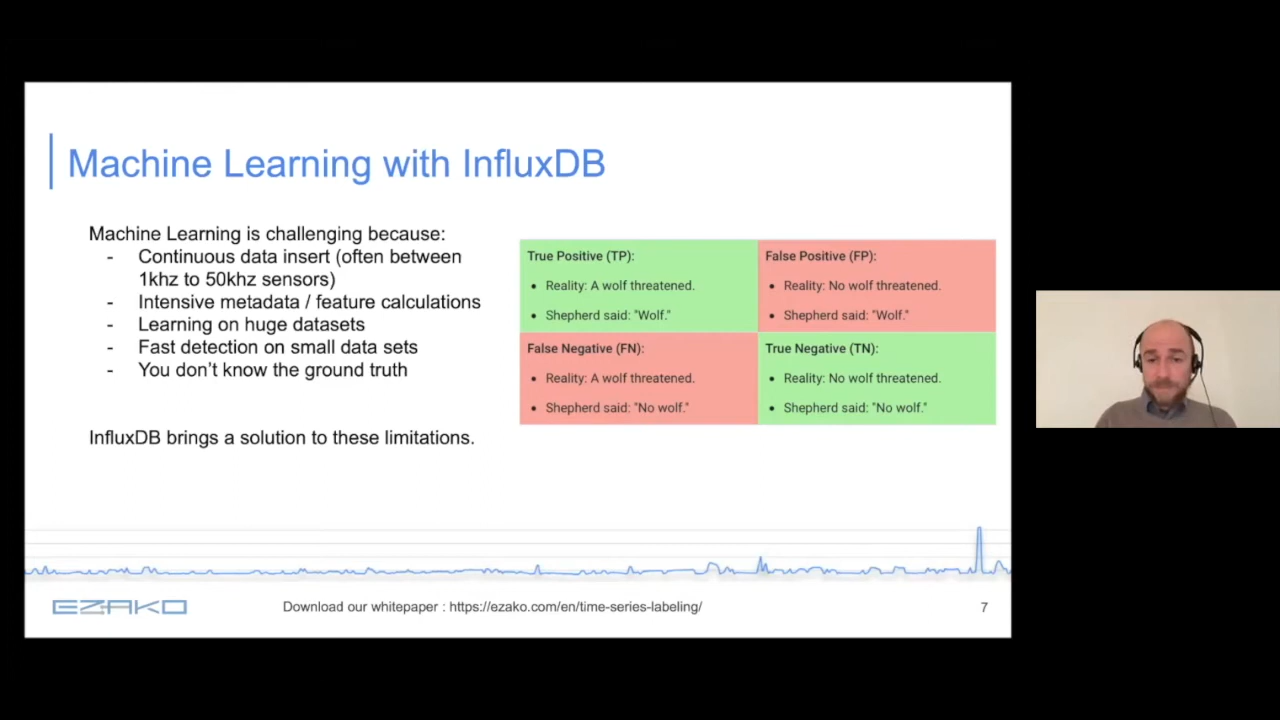 Machine Learning with InfluxDB
Machine Learning is challenging because:
- Continuous data insert (often between
1khz to 50khz sensors)
- Intensive metadata / feature calculations
- Learning on huge datasets
- Fast detection on small data sets
- You don’t know the ground truth
InfluxDB brings a solution to these limitations.
True Positive (TP):
• Reality: A wolf threatened.
• Shepherd said: "Wolf."
False Positive (FP):
• Reality: No wolf threatened.
• Shepherd said: "Wolf."
False Negative (FN):
• Reality: A wolf threatened.
• Shepherd said: "No wolf."
True Negative (TN):
• Reality: No wolf threatened.
• Shepherd said: "No wolf."
EZAKO
Download our whitepaper : https://ezako.com/en/time-series-labeling/
7